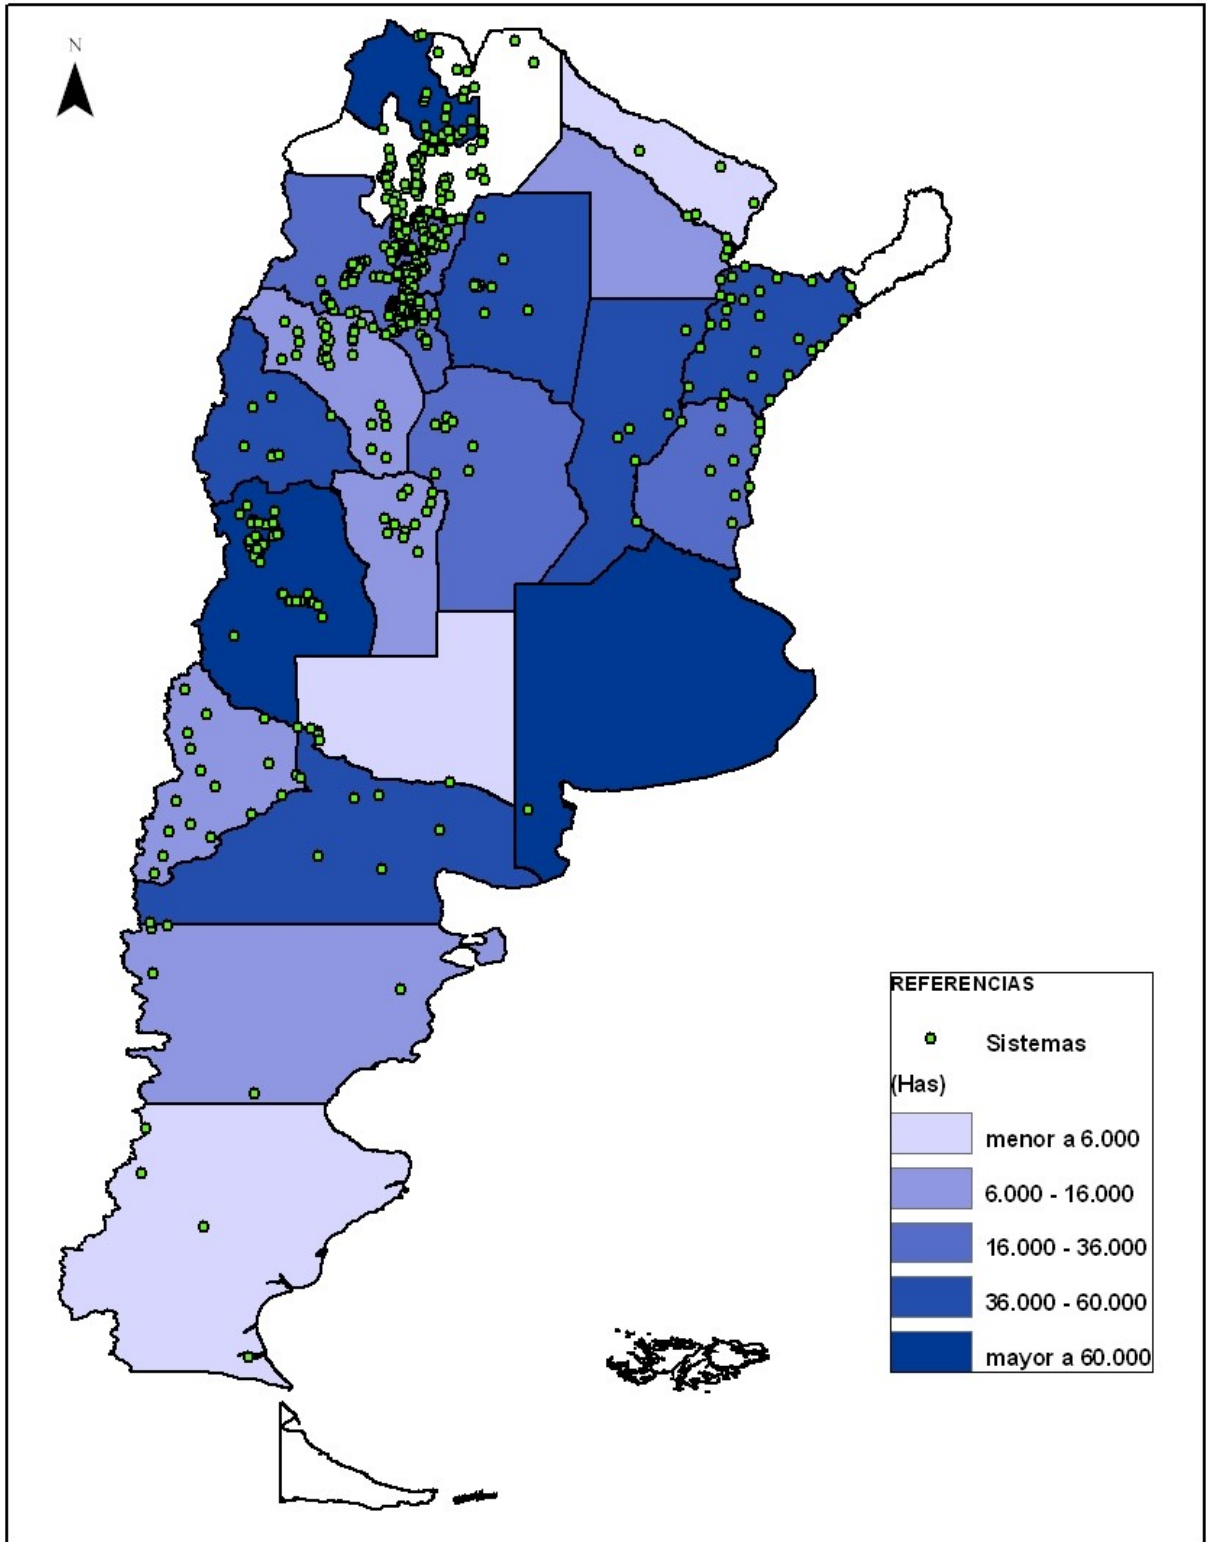 N
REFERENCIAS
Sistemas
(Has)
menor a 6.000
6.000 - 16.000
16.000 - 36.000
36.000 - 60.000
mayor a 60.000